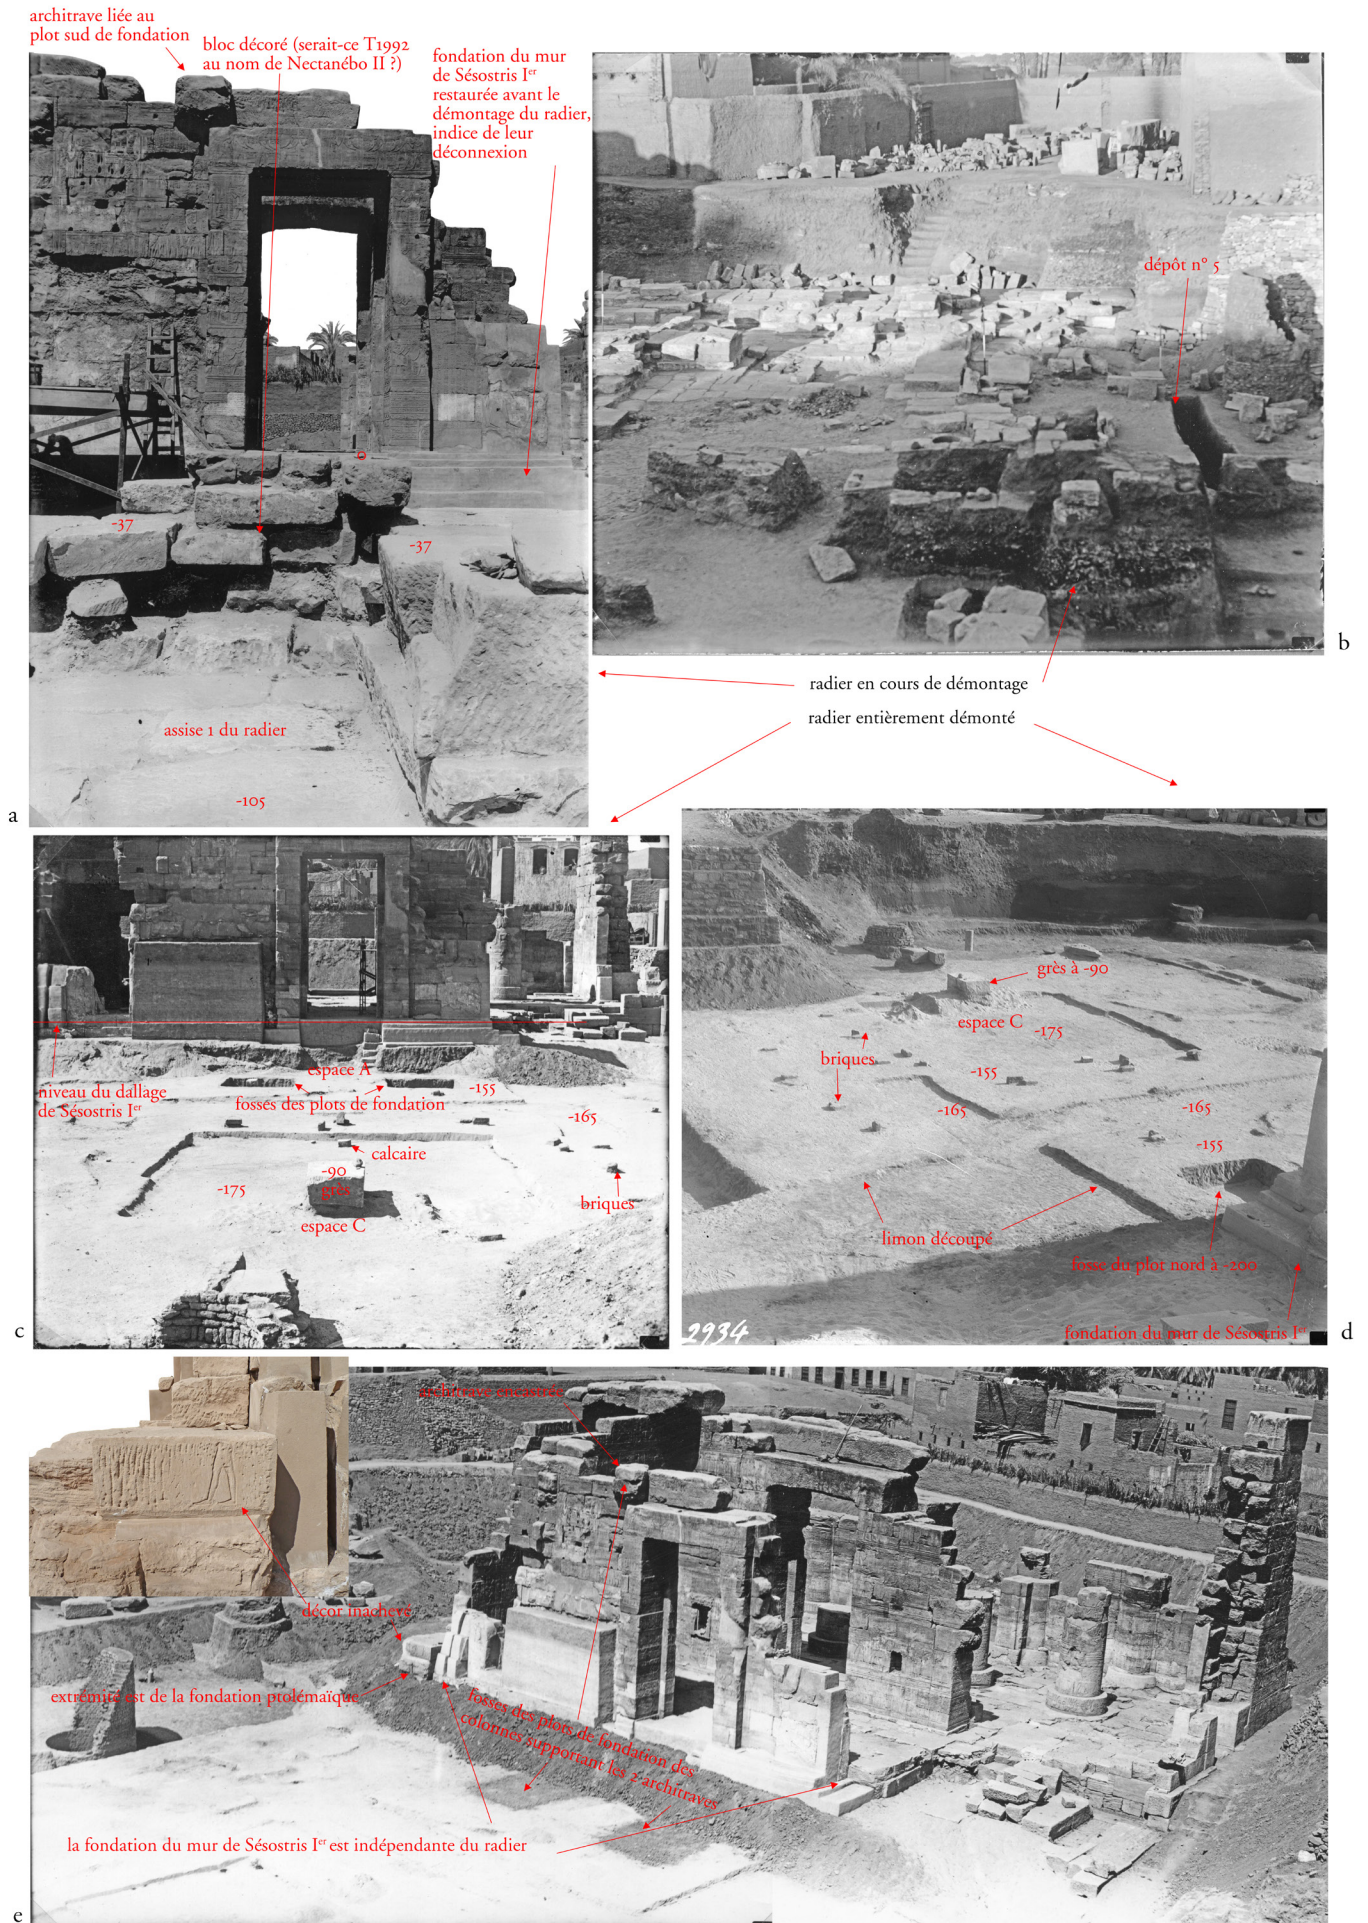 architrave liée au
plot sud de fondation
bloc décoré (serait-ce T1992
au nom de Nectanébo II ?)
fondation du mur
de Sésostris Ier
restaurée avant le
démontage du radier,
indice de leur
déconnexion
-37
-37
assise 1 du radier
-105
a
dépôt n° 5
b
radier en cours de démontage
radier entièrement démonté
espace A
niveau du dallage
de Sésostris Ier
fosses des plots de fondation
-155
-165
calcaire
-90
grès
-175
briques
espace C
c
grès à -90
espace C
-175
briques
-155
-165
-165
-155
limon découpé
fosse du plot nord à -200
fondation du mur de Sésostris Ier
2934
d
architrave encastrée
décor inachevé
extrémité est de la fondation ptolémaïque
fosses des plots de fondation des
colonnes supportant les 2 architraves
la fondation du mur de Sésostris Ier est indépendante du radier
e